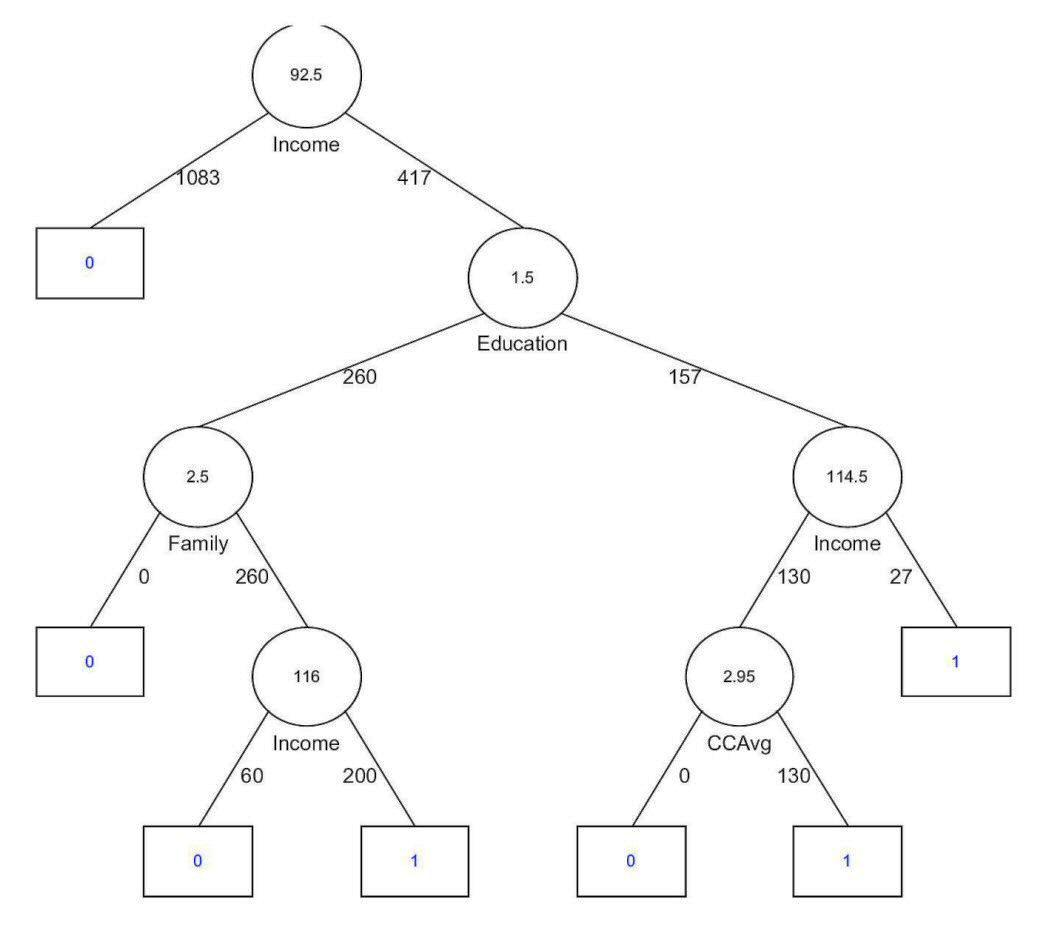 92.5
Income
1083 417
0
1.5
Education
260 157
2.5 114.5
Family Income
0 260 130 27
0 116 2.95 1
Income CCAvg
60 200 0 130
0 1 0 1